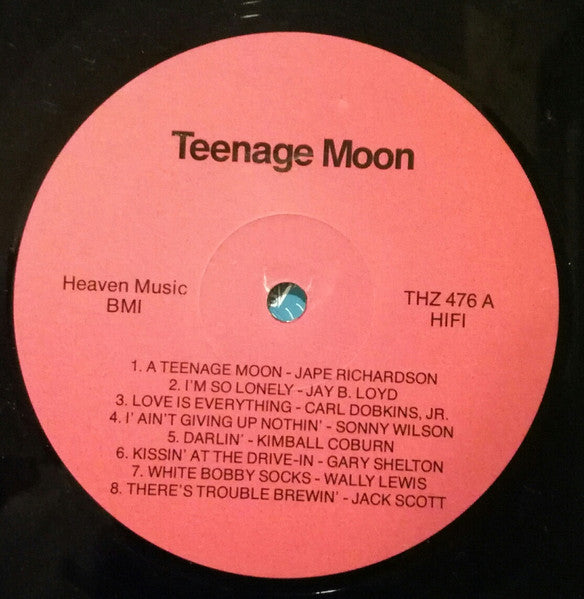 Teenage Moon
Heaven Music
BMI
THZ 476 A
HIFI
1. A TEENAGE MOON - JAPE RICHARDSON
2. I'M SO LONELY - JAY B. LOYD
3. LOVE IS EVERYTHING - CARL DOBKINS, JR.
4. I' AIN'T GIVING UP NOTHIN' - SONNY WILSON
5. DARLIN' - KIMBALL COBURN
6. KISSIN' AT THE DRIVE-IN - GARY SHELTON
7. WHITE BOBBY SOCKS - WALLY LEWIS
8. THERE'S TROUBLE BREWIN' - JACK SCOTT